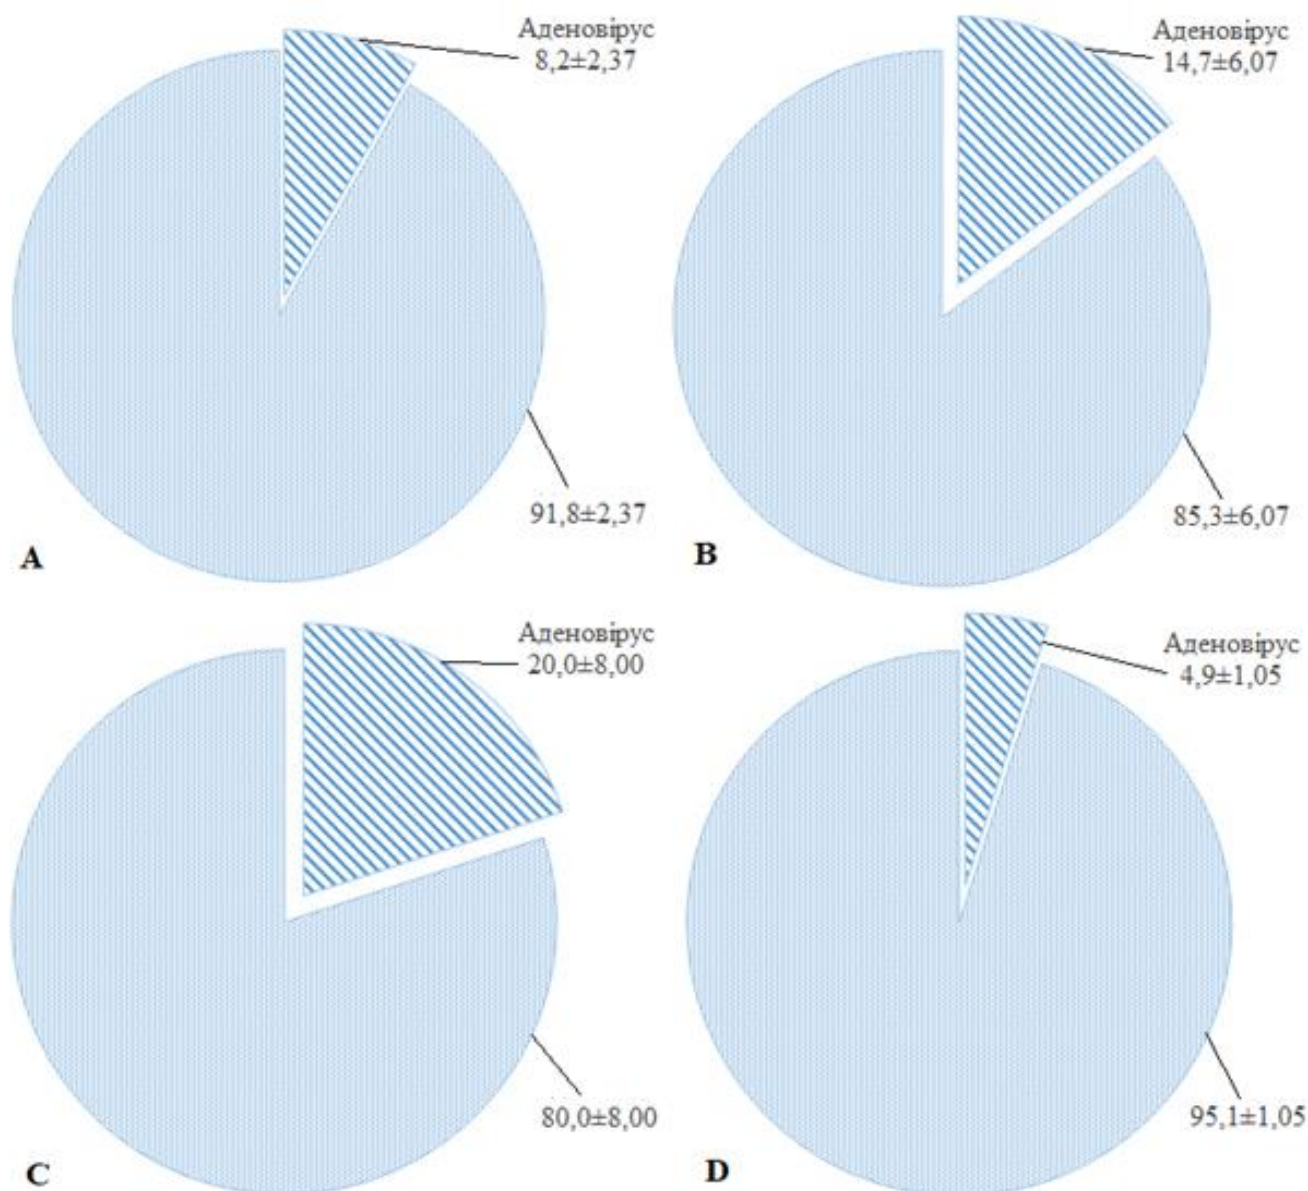 Аденовірус
8,2±2,37
91,8±2,37
A
Аденовірус
14,7±6,07
85,3±6,07
B
Аденовірус
20,0±8,00
80,0±8,00
C
Аденовірус
4,9±1,05
95,1±1,05
D